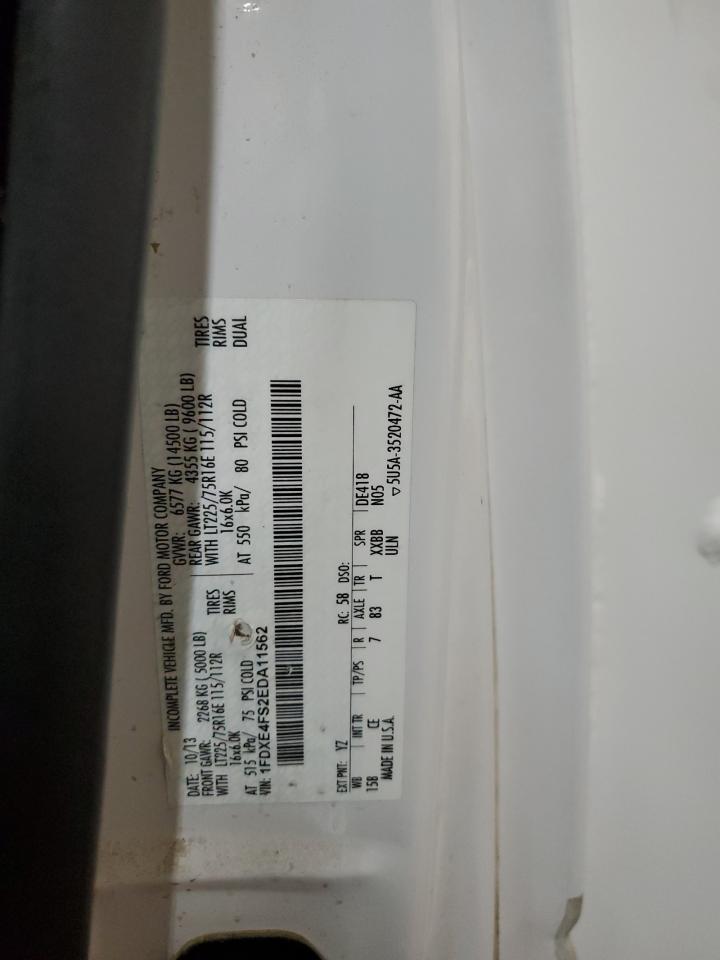 INCOMPLETE VEHICLE MFD. BY FORD MOTOR COMPANY
DATE: 10/13 GVWR: 6577 KG (14500 LB)
FRONT GAWR: 2268 KG ( 5000 LB) REAR GAWR: 4355 KG ( 9600 LB)
WITH LT225/75R16E 115/112R TIRES WITH LT225/75R16E 115/112R TIRES
16x6.0K RIMS 16x6.0K RIMS
AT 515 kPa/ 75 PSI COLD AT 550 kPa/ 80 PSI COLD DUAL
VIN: 1FDXE4FS2EDA11562
EXT PNT: YZ RC: 58 DSO:
WB INT TR TP/PS R AXLE TR SPR DE418
158 CE 7 83 T XXBB N05
MADE IN U.S.A. ULN ▽5U5A-3520472-AA